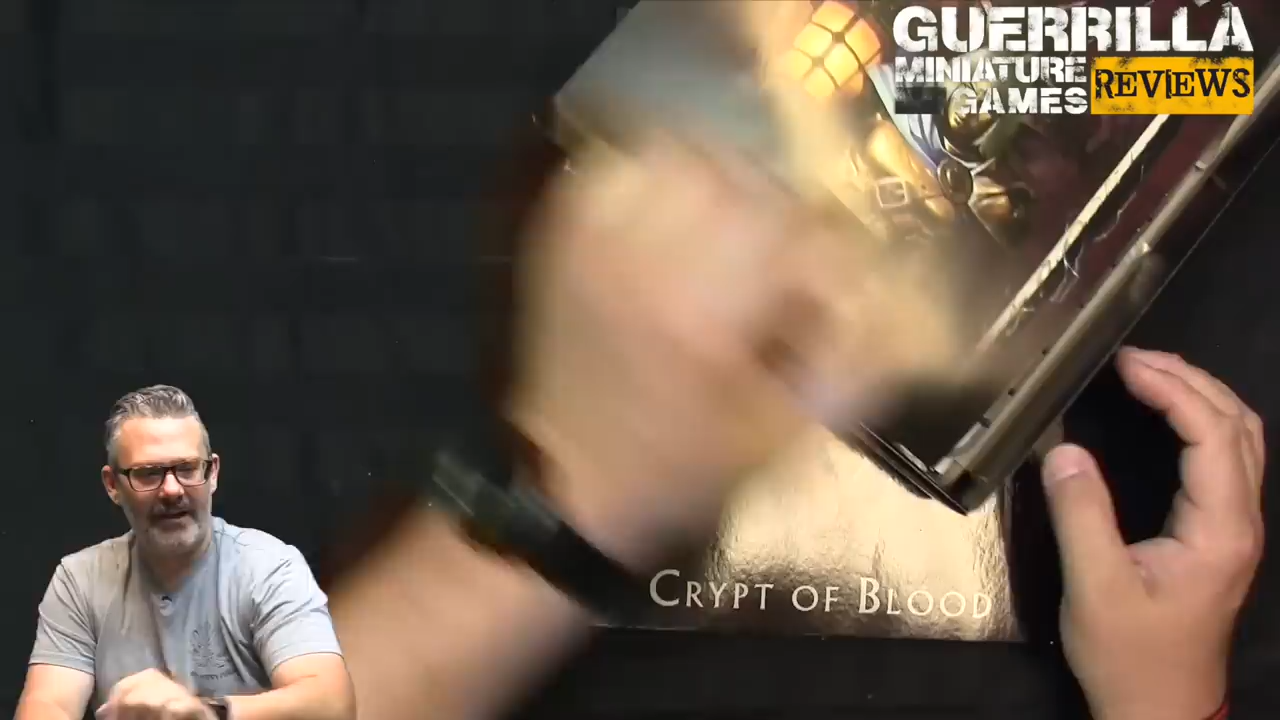 GUERRILLA
MINIATURE
GAMES
REVIEWS
CRYPT OF BLOOD